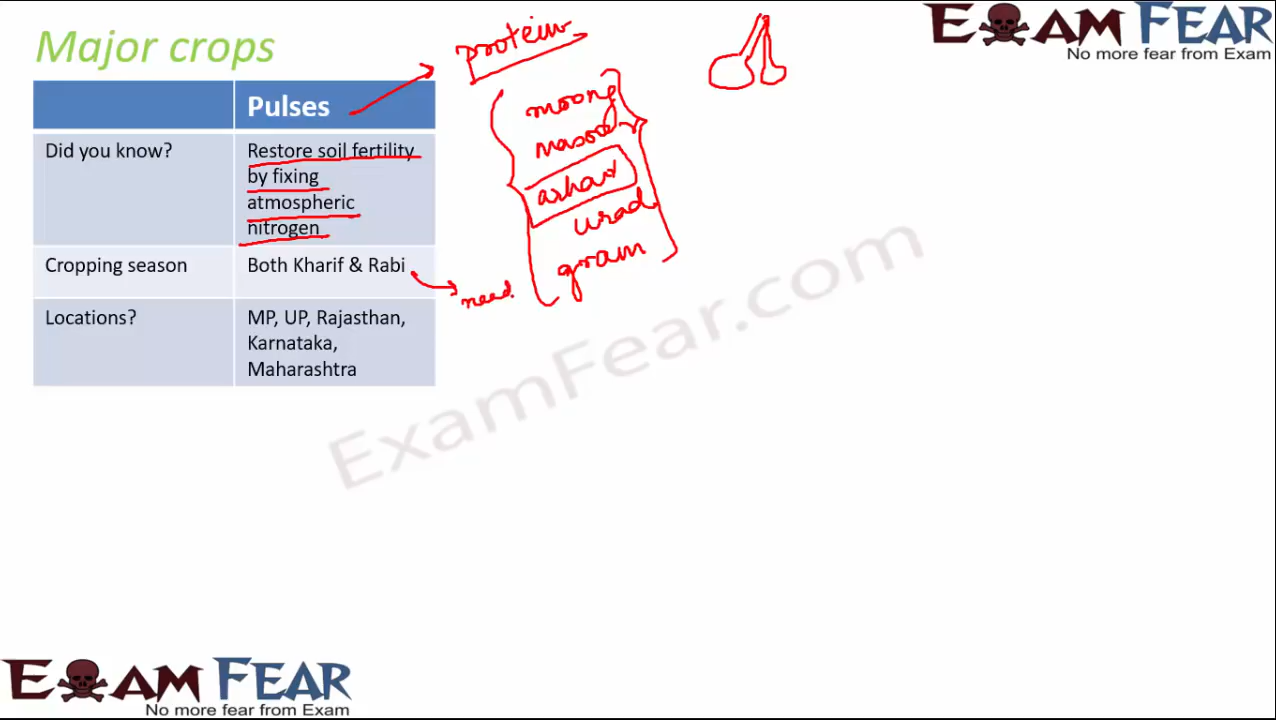 Major crops
protein
EXAM FEAR
No more fear from Exam
Pulses
Did you know?
Restore soil fertility
by fixing
atmospheric
nitrogen
Cropping season
Both Kharif & Rabi
Locations?
MP, UP, Rajasthan,
Karnataka,
Maharashtra
moong
masoor
arhar
urad
gram
need.
ExamFear.com
EXAM FEAR
No more fear from Exam